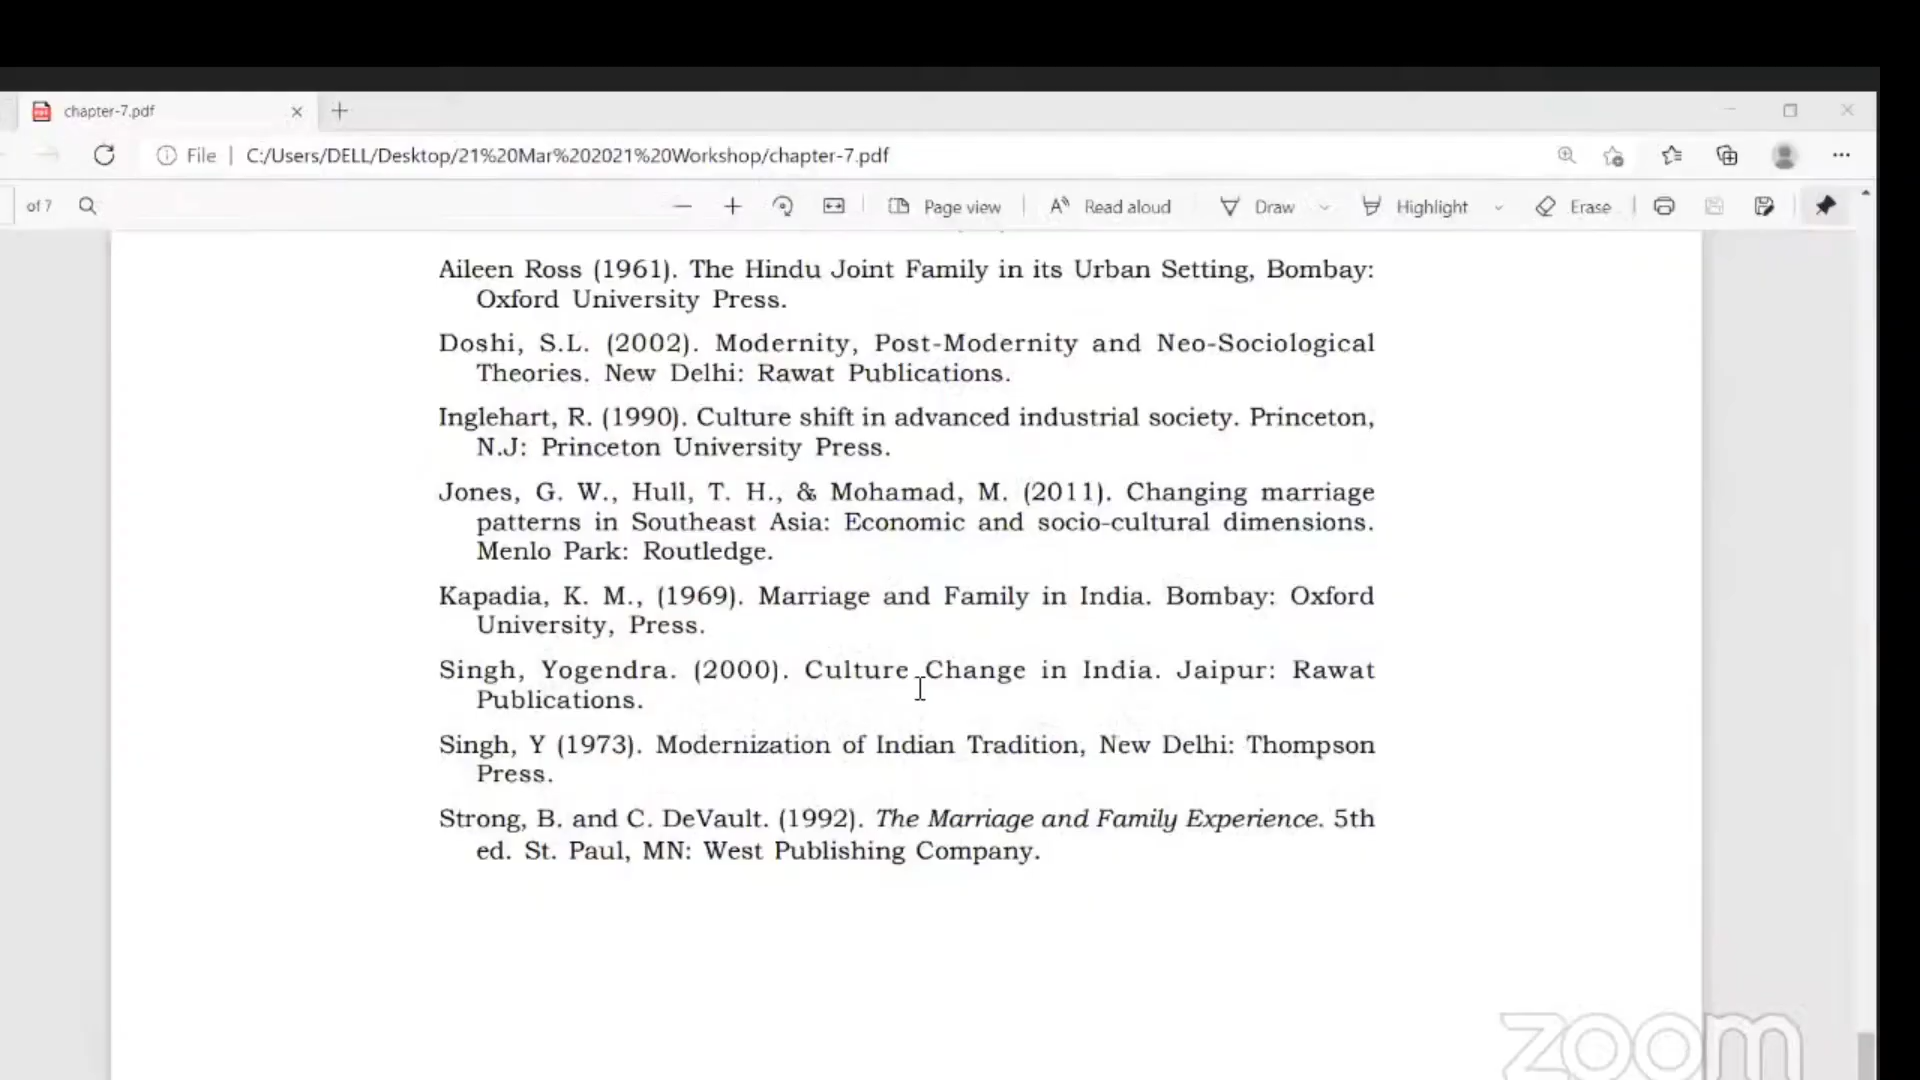 chapter-7.pdf
File | C:/Users/DELL/Desktop/21%20Mar%202021%20Workshop/chapter-7.pdf
of 7 Page view Read aloud Draw Highlight Erase
Aileen Ross (1961). The Hindu Joint Family in its Urban Setting, Bombay:
Oxford University Press.
Doshi, S.L. (2002). Modernity, Post-Modernity and Neo-Sociological
Theories. New Delhi: Rawat Publications.
Inglehart, R. (1990). Culture shift in advanced industrial society. Princeton,
N.J: Princeton University Press.
Jones, G. W., Hull, T. H., & Mohamad, M. (2011). Changing marriage
patterns in Southeast Asia: Economic and socio-cultural dimensions.
Menlo Park: Routledge.
Kapadia, K. M., (1969). Marriage and Family in India. Bombay: Oxford
University, Press.
Singh, Yogendra. (2000). Culture Change in India. Jaipur: Rawat
Publications.
Singh, Y (1973). Modernization of Indian Tradition, New Delhi: Thompson
Press.
Strong, B. and C. DeVault. (1992). The Marriage and Family Experience. 5th
ed. St. Paul, MN: West Publishing Company.
zoom